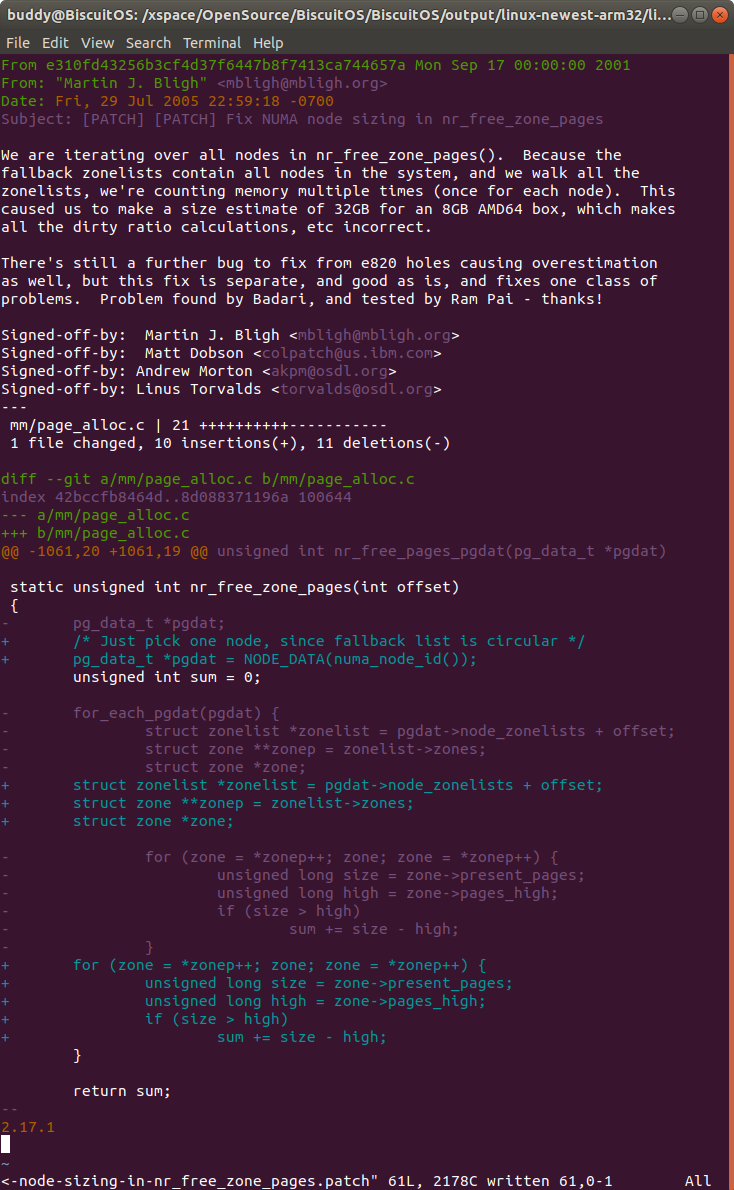 buddy@BiscuitOS: /xspace/OpenSource/BiscuitOS/BiscuitOS/output/linux-newest-arm32/li...
File Edit View Search Terminal Help
From e310fd43256b3cf4d37f6447b8f7413ca744657a Mon Sep 17 00:00:00 2001
From: "Martin J. Bligh" <mbligh@mbligh.org>
Date: Fri, 29 Jul 2005 22:59:18 -0700
Subject: [PATCH] [PATCH] Fix NUMA node sizing in nr_free_zone_pages

We are iterating over all nodes in nr_free_zone_pages().  Because the
fallback zonelists contain all nodes in the system, and we walk all the
zonelists, we're counting memory multiple times (once for each node).  This
caused us to make a size estimate of 32GB for an 8GB AMD64 box, which makes
all the dirty ratio calculations, etc incorrect.

There's still a further bug to fix from e820 holes causing overestimation
as well, but this fix is separate, and good as is, and fixes one class of
problems.  Problem found by Badari, and tested by Ram Pai - thanks!

Signed-off-by:  Martin J. Bligh <mbligh@mbligh.org>
Signed-off-by:  Matt Dobson <colpatch@us.ibm.com>
Signed-off-by: Andrew Morton <akpm@osdl.org>
Signed-off-by: Linus Torvalds <torvalds@osdl.org>
---
 mm/page_alloc.c | 21 ++++++++++-----------
 1 file changed, 10 insertions(+), 11 deletions(-)

diff --git a/mm/page_alloc.c b/mm/page_alloc.c
index 42bccfb8464d..8d088371196a 100644
--- a/mm/page_alloc.c
+++ b/mm/page_alloc.c
@@ -1061,20 +1061,19 @@ unsigned int nr_free_pages_pgdat(pg_data_t *pgdat)

 static unsigned int nr_free_zone_pages(int offset)
 {
-       pg_data_t *pgdat;
+       /* Just pick one node, since fallback list is circular */
+       pg_data_t *pgdat = NODE_DATA(numa_node_id());
        unsigned int sum = 0;

-       for_each_pgdat(pgdat) {
-               struct zonelist *zonelist = pgdat->node_zonelists + offset;
-               struct zone **zonep = zonelist->zones;
-               struct zone *zone;
+       struct zonelist *zonelist = pgdat->node_zonelists + offset;
+       struct zone **zonep = zonelist->zones;
+       struct zone *zone;

-               for (zone = *zonep++; zone; zone = *zonep++) {
-                       unsigned long size = zone->present_pages;
-                       unsigned long high = zone->pages_high;
-                       if (size > high)
-                               sum += size - high;
-               }
+       for (zone = *zonep++; zone; zone = *zonep++) {
+               unsigned long size = zone->present_pages;
+               unsigned long high = zone->pages_high;
+               if (size > high)
+                       sum += size - high;
        }

        return sum;
--
2.17.1

~
<-node-sizing-in-nr_free_zone_pages.patch" 61L, 2178C written 61,0-1        All